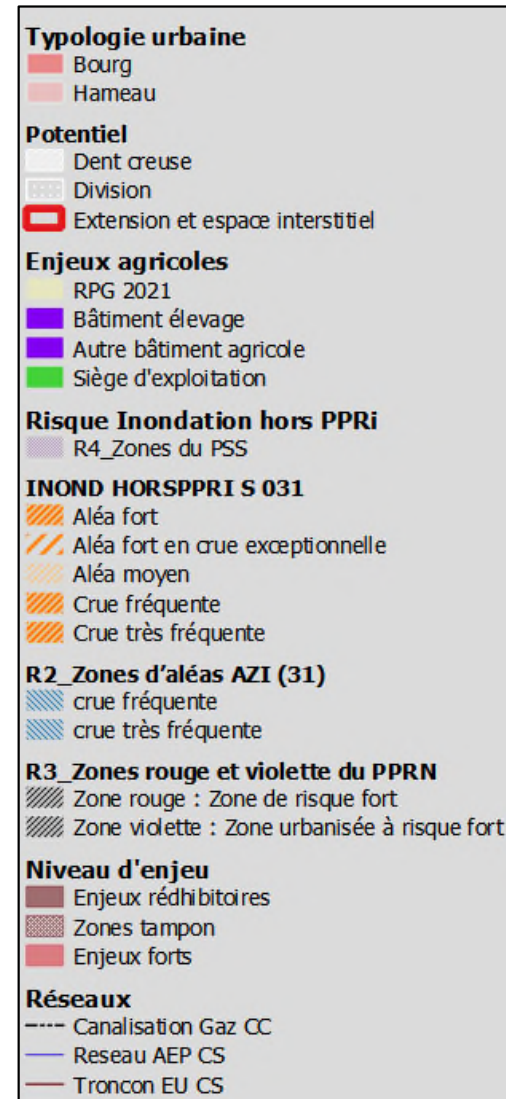 Typologie urbaine
Bourg
Hameau
Potentiel
Dent creuse
Division
Extension et espace interstitiel
Enjeux agricoles
RPG 2021
Bâtiment élevage
Autre bâtiment agricole
Siège d'exploitation
Risque Inondation hors PPRi
R4_Zones du PSS
INOND HORSPPRI S 031
Aléa fort
Aléa fort en crue exceptionnelle
Aléa moyen
Crue fréquente
Crue très fréquente
R2_Zones d’aléas AZI (31)
crue fréquente
crue très fréquente
R3_Zones rouge et violette du PPRN
Zone rouge : Zone de risque fort
Zone violette : Zone urbanisée à risque fort
Niveau d'enjeu
Enjeux rédhibitoires
Zones tampon
Enjeux forts
Réseaux
Canalisation Gaz CC
Reseau AEP CS
Troncon EU CS